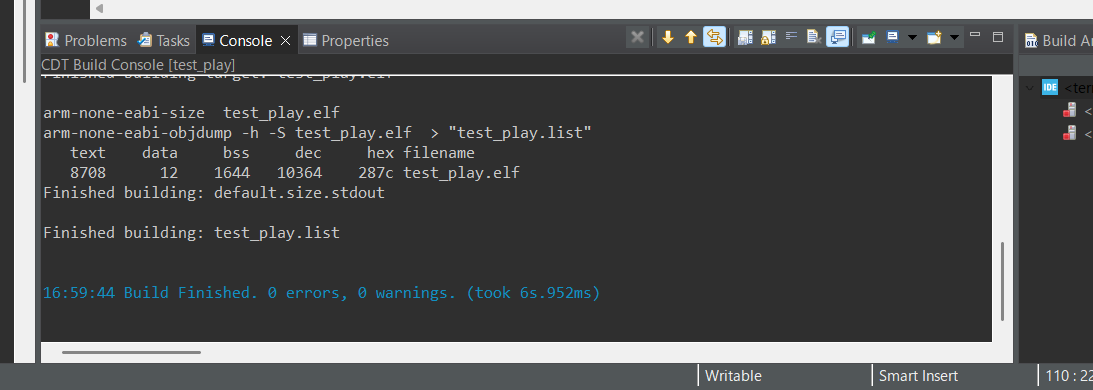 Problems Tasks Console Properties
Build
CDT Build Console [test_play]
arm-none-eabi-size  test_play.elf
arm-none-eabi-objdump -h -S test_play.elf  > "test_play.list"
   text    data     bss     dec     hex filename
   8708      12    1644   10364    287c test_play.elf
Finished building: default.size.stdout
Finished building: test_play.list
16:59:44 Build Finished. 0 errors, 0 warnings. (took 6s.952ms)
IDE
Writable Smart Insert 110 : 22